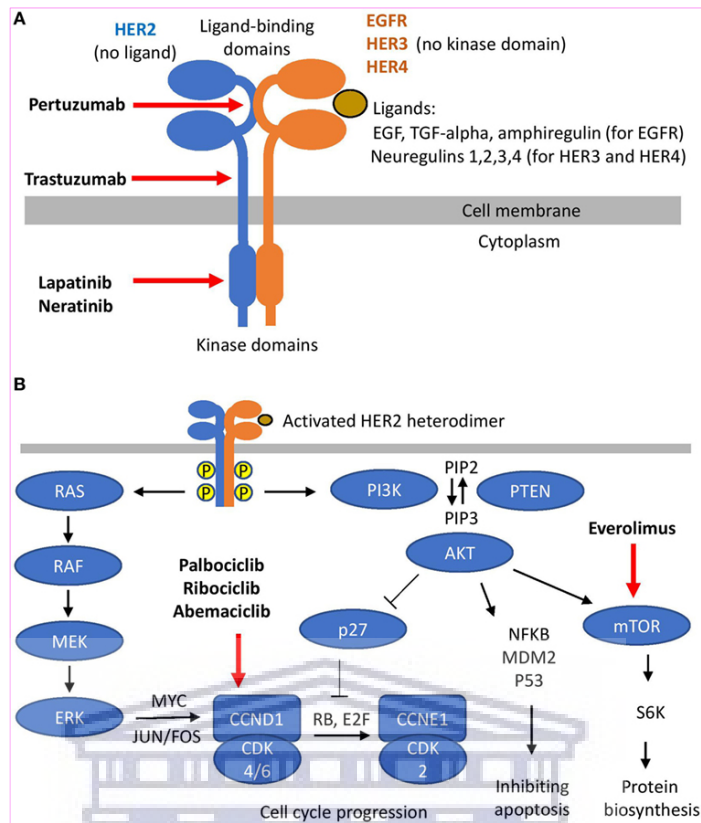 A
HER2
(no ligand)
Ligand-binding
domains
EGFR
HER3 (no kinase domain)
HER4
Pertuzumab
Ligands:
EGF, TGF-alpha, amphiregulin (for EGFR)
Neuregulins 1,2,3,4 (for HER3 and HER4)
Trastuzumab
Cell membrane
Cytoplasm
Lapatinib
Neratinib
Kinase domains
B
Activated HER2 heterodimer
P P
P P
RAS
PI3K
PIP2
PTEN
PIP3
RAF
AKT
Everolimus
Palbociclib
Ribociclib
Abemaciclib
MEK
p27
NFKB
MDM2
P53
mTOR
ERK
MYC
JUN/FOS
CCND1
CDK
4/6
RB, E2F
CCNE1
CDK
2
S6K
Inhibiting
apoptosis
Protein
biosynthesis
Cell cycle progression